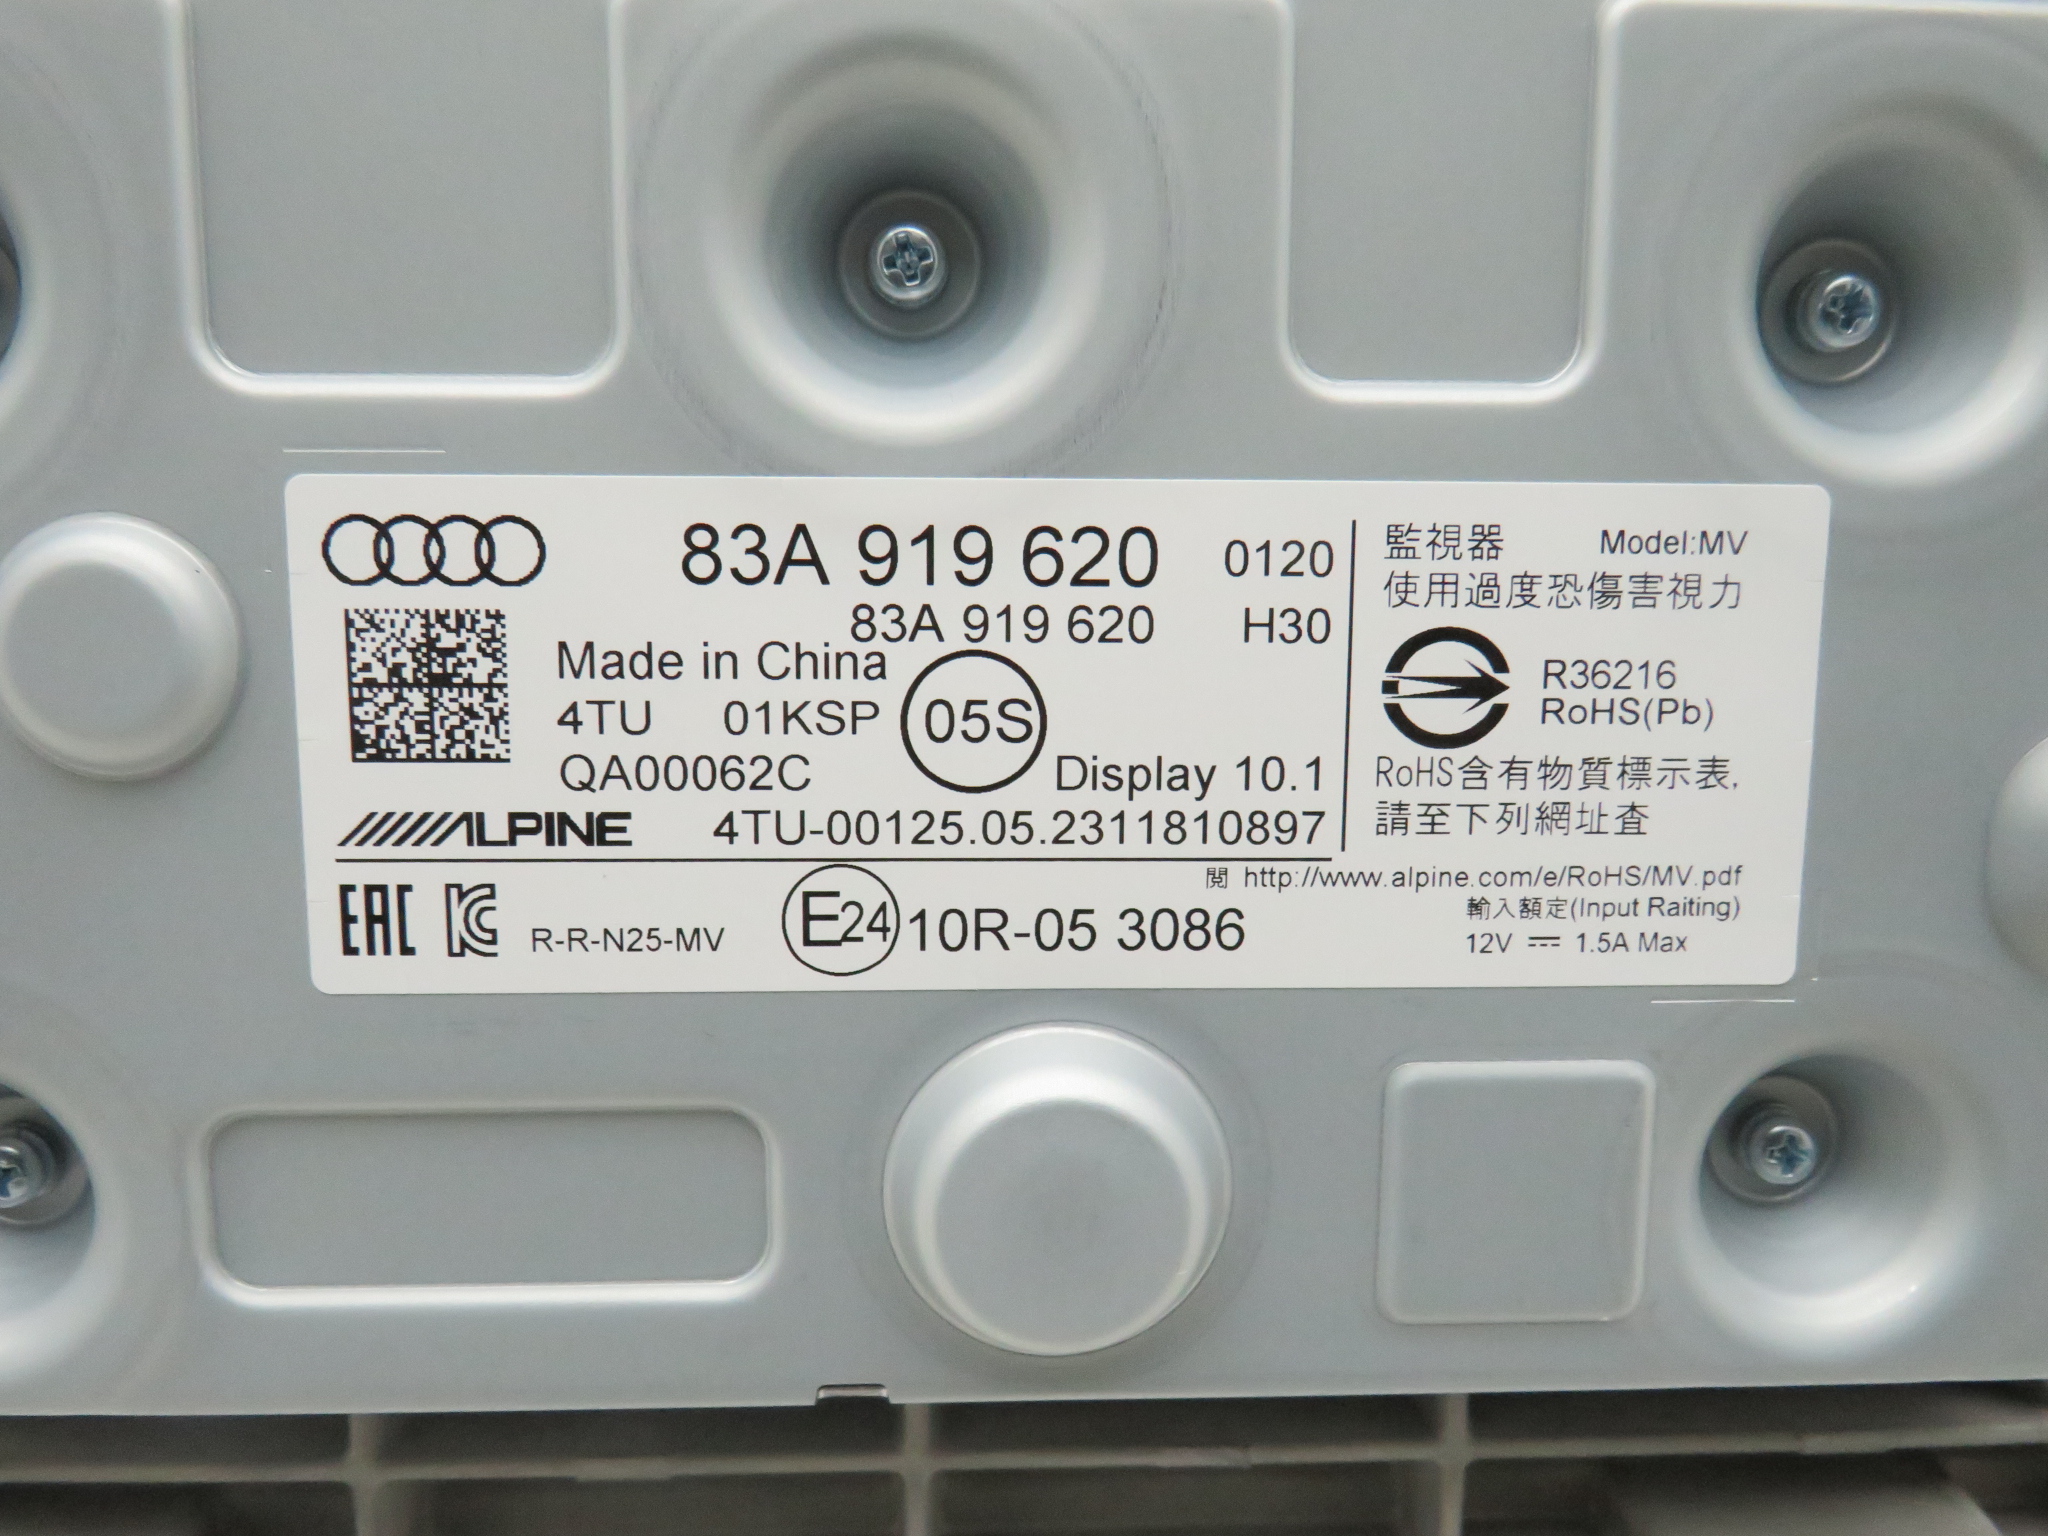 83A 919 620 0120
83A 919 620 H30
Made in China
4TU 01KSP 05S
QA00062C Display 10.1
ALPINE 4TU-00125.05.2311810897
EAC KC R-R-N25-MV E24 10R-05 3086
監視器 Model:MV
使用過度恐傷害視力
R36216
RoHS(Pb)
RoHS含有物質標示表,
請至下列網址查
閱 http://www.alpine.com/e/RoHS/MV.pdf
輸入額定(Input Raiting)
12V ⎓ 1.5A Max